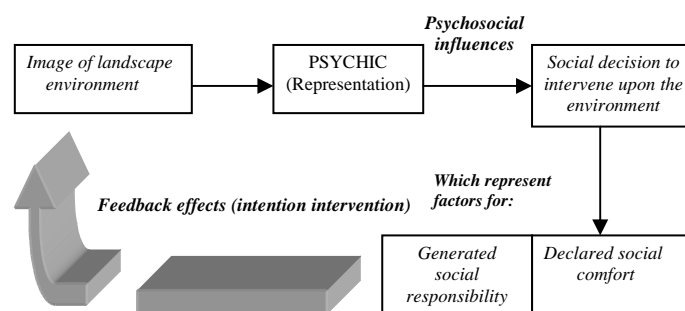 Image of landscape
environment
PSYCHIC
(Representation)
Psychosocial
influences
Social decision to
intervene upon the
environment
Feedback effects (intention intervention)
Which represent
factors for:
Generated
social
responsibility
Declared social
comfort